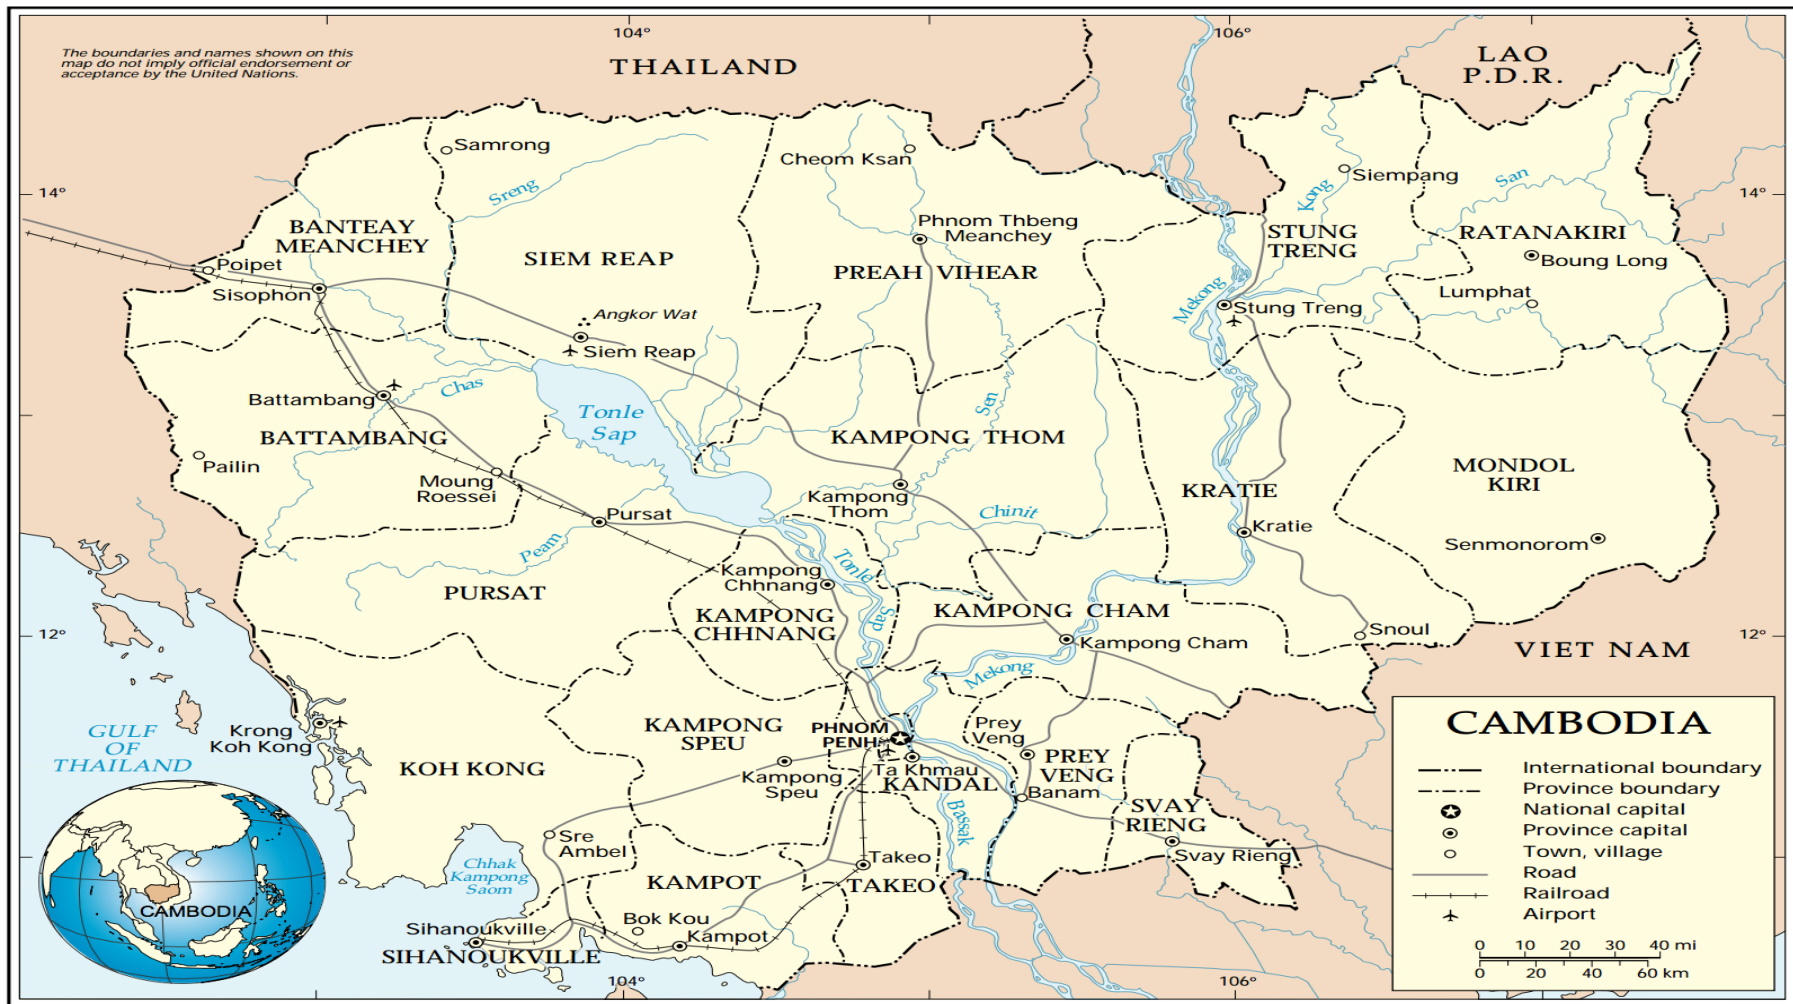 104°
106°
The boundaries and names shown on this
map do not imply official endorsement or
acceptance by the United Nations.
THAILAND
LAO
P.D.R.
Samrong
Cheom Ksan
Siempang
Kong
San
14°
14°
Sreng
BANTEAY
MEANCHEY
Phnom Thbeng
Meanchey
STUNG
TRENG
RATANAKIRI
Boung Long
Poipet
SIEM REAP
PREAH VIHEAR
Sisophon
Lumphat
Mekong
Stung Treng
Angkor Wat
Siem Reap
Chas
Battambang
Tonle
Sap
Sen
BATTAMBANG
KAMPONG THOM
Pailin
Moung
Roessei
MONDOL
KIRI
KRATIE
Kampong
Thom
Pursat
Chinit
Kratie
Peam
Senmonorom
Tonle
Sap
Kampong
Chhnang
PURSAT
KAMPONG
CHHNANG
KAMPONG CHAM
12°
12°
Kampong Cham
Snoul
VIET NAM
Mekong
GULF
OF
THAILAND
Krong
Koh Kong
KAMPONG
SPEU
PHNOM
PENH
Prey
Veng
KOH KONG
Kampong
Speu
Ta Khmau
KANDAL
PREY
VENG
Banam
Bassak
SVAY
RIENG
Svay Rieng
Sre
Ambel
Chhak
Kampong
Saom
Takeo
TAKEO
KAMPOT
Bok Kou
Kampot
Sihanoukville
SIHANOUKVILLE
CAMBODIA
CAMBODIA
International boundary
Province boundary
National capital
Province capital
Town, village
Road
Railroad
Airport
0 10 20 30 40 mi
0 20 40 60 km
104°
106°